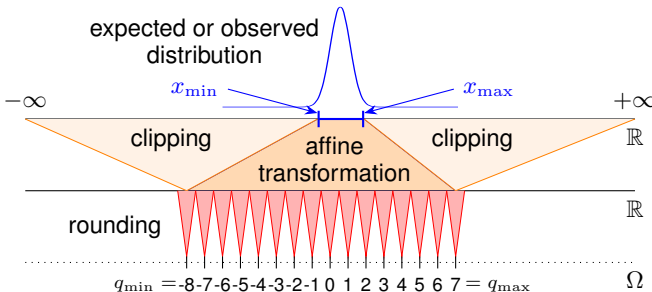 expected or observed
distribution
x_min x_max
−∞ +∞
clipping affine clipping ℝ
transformation
ℝ
rounding
q_min = -8 -7 -6 -5 -4 -3 -2 -1 0 1 2 3 4 5 6 7 = q_max Ω